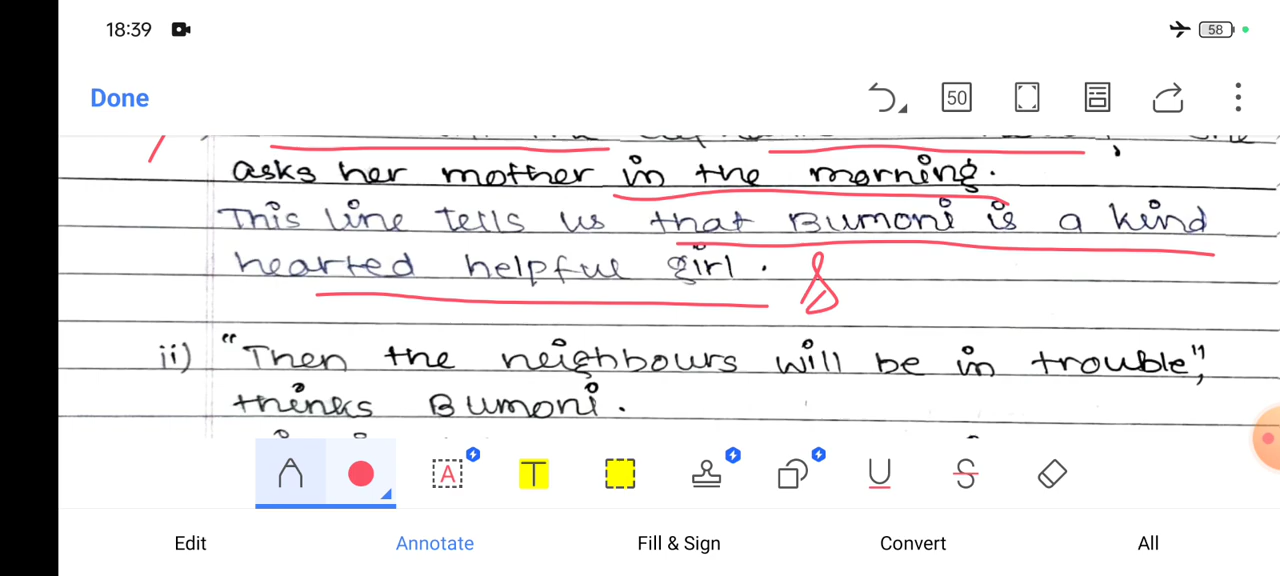 18:39
58
Done
50
asks her mother in the morning.
This line tells us that Bumoni is a kind
hearted helpful girl.
ii) "Then the neighbours will be in trouble",
thinks Bumoni.
A
T
U
S
Edit Annotate Fill & Sign Convert All